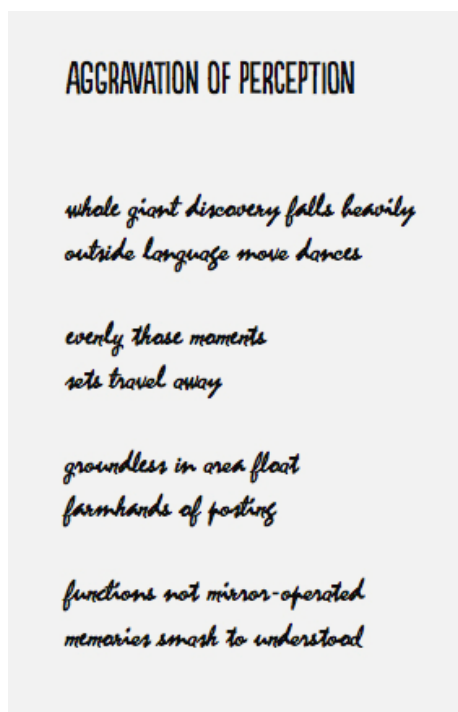 AGGRAVATION OF PERCEPTION
whole giant discovery falls heavily
outside language move dances
evenly those moments
sets travel away
groundless in area float
farmhands of posting
functions not mirror-operated
memories smash to understood